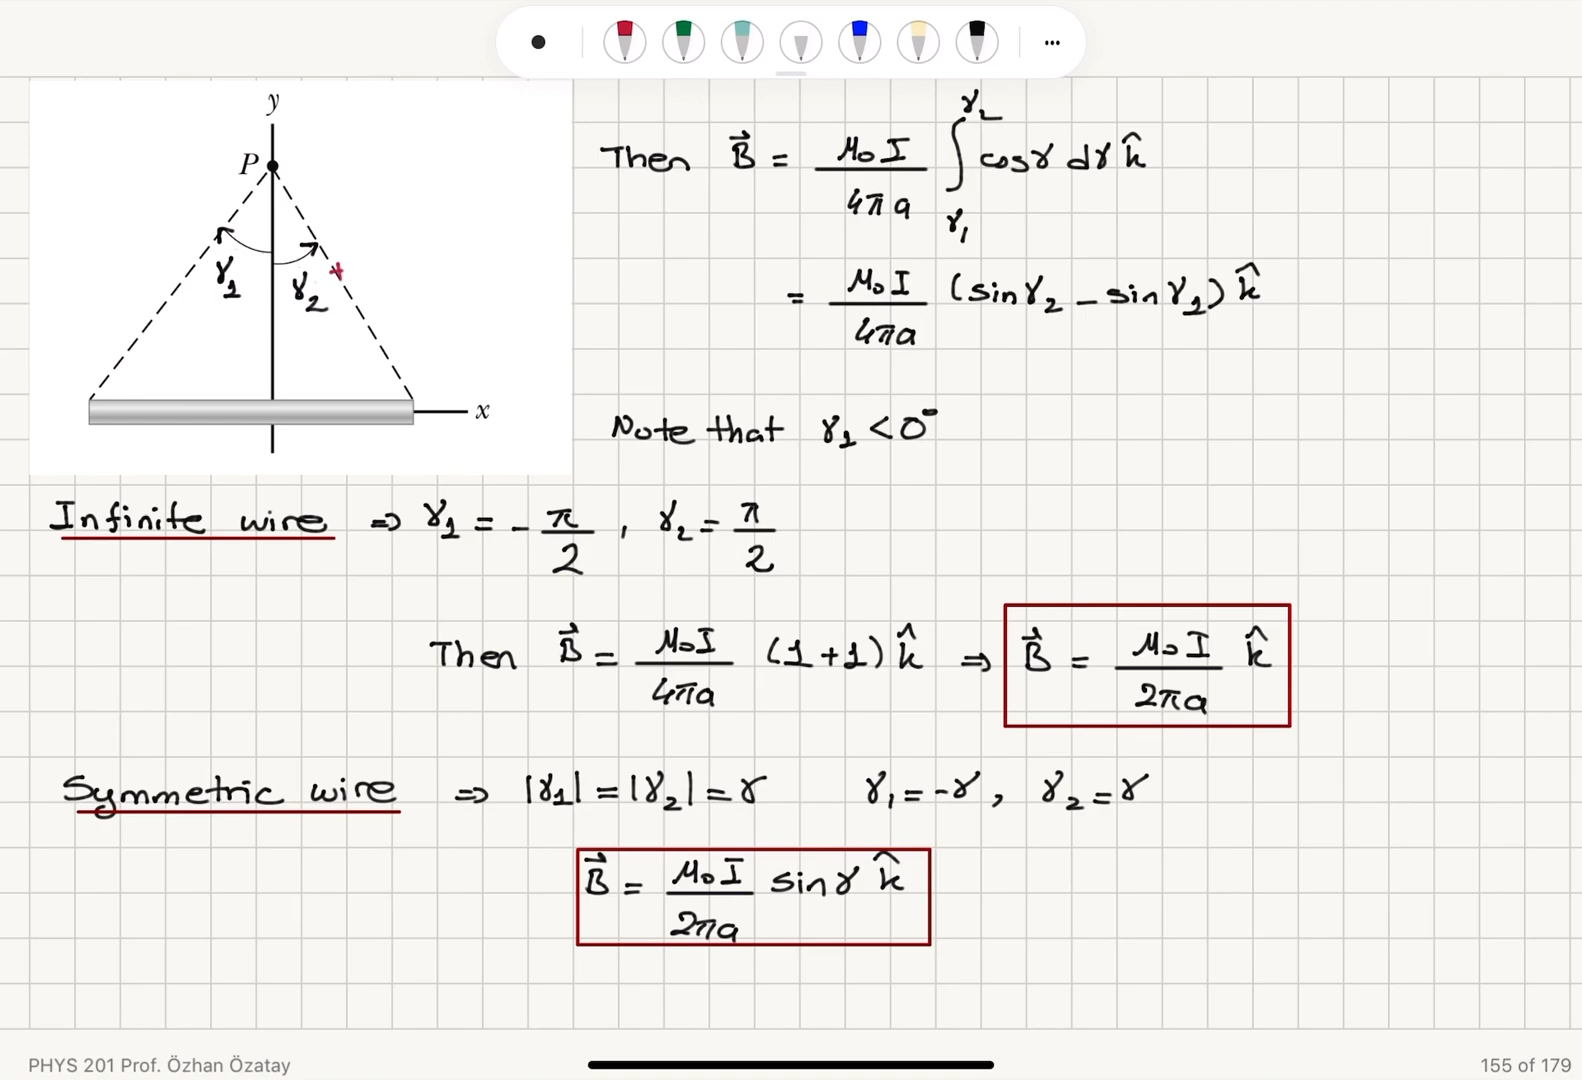 y
P
γ1 γ2 +
x
Then B⃗ = μ₀I/4πa ∫γ₁^γ₂ cosγ dγ k̂
= μ₀I/4πa (sinγ₂ − sinγ₁) k̂
Note that γ₁ < 0°
Infinite wire ⇒ γ₁ = −π/2 , γ₂ = π/2
Then B⃗ = μ₀I/4πa (1+1) k̂ ⇒ B⃗ = μ₀I/2πa k̂
Symmetric wire ⇒ |γ₁| = |γ₂| = γ γ₁ = −γ , γ₂ = γ
B⃗ = μ₀I/2πa sinγ k̂
PHYS 201 Prof. Özhan Özatay 155 of 179